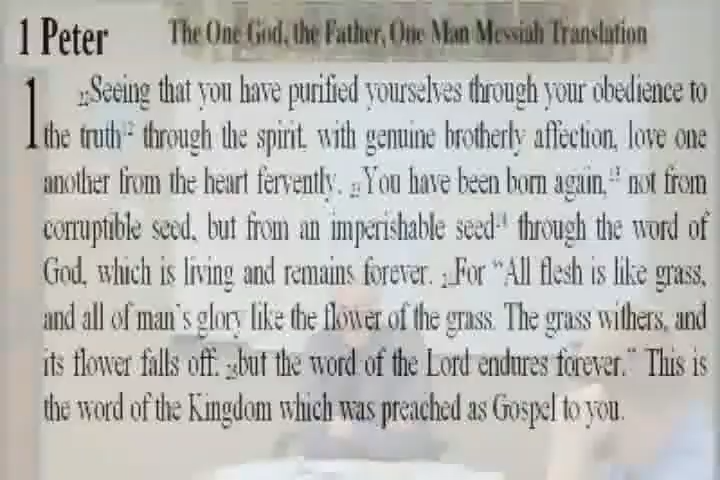 1 Peter The One God, the Father, One Man Messiah Translation
1 22Seeing that you have purified yourselves through your obedience to
the truth12 through the spirit, with genuine brotherly affection, love one
another from the heart fervently. 23You have been born again,13 not from
corruptible seed, but from an imperishable seed14 through the word of
God, which is living and remains forever. 24For “All flesh is like grass,
and all of man's glory like the flower of the grass. The grass withers, and
its flower falls off; 25but the word of the Lord endures forever.” This is
the word of the Kingdom which was preached as Gospel to you.